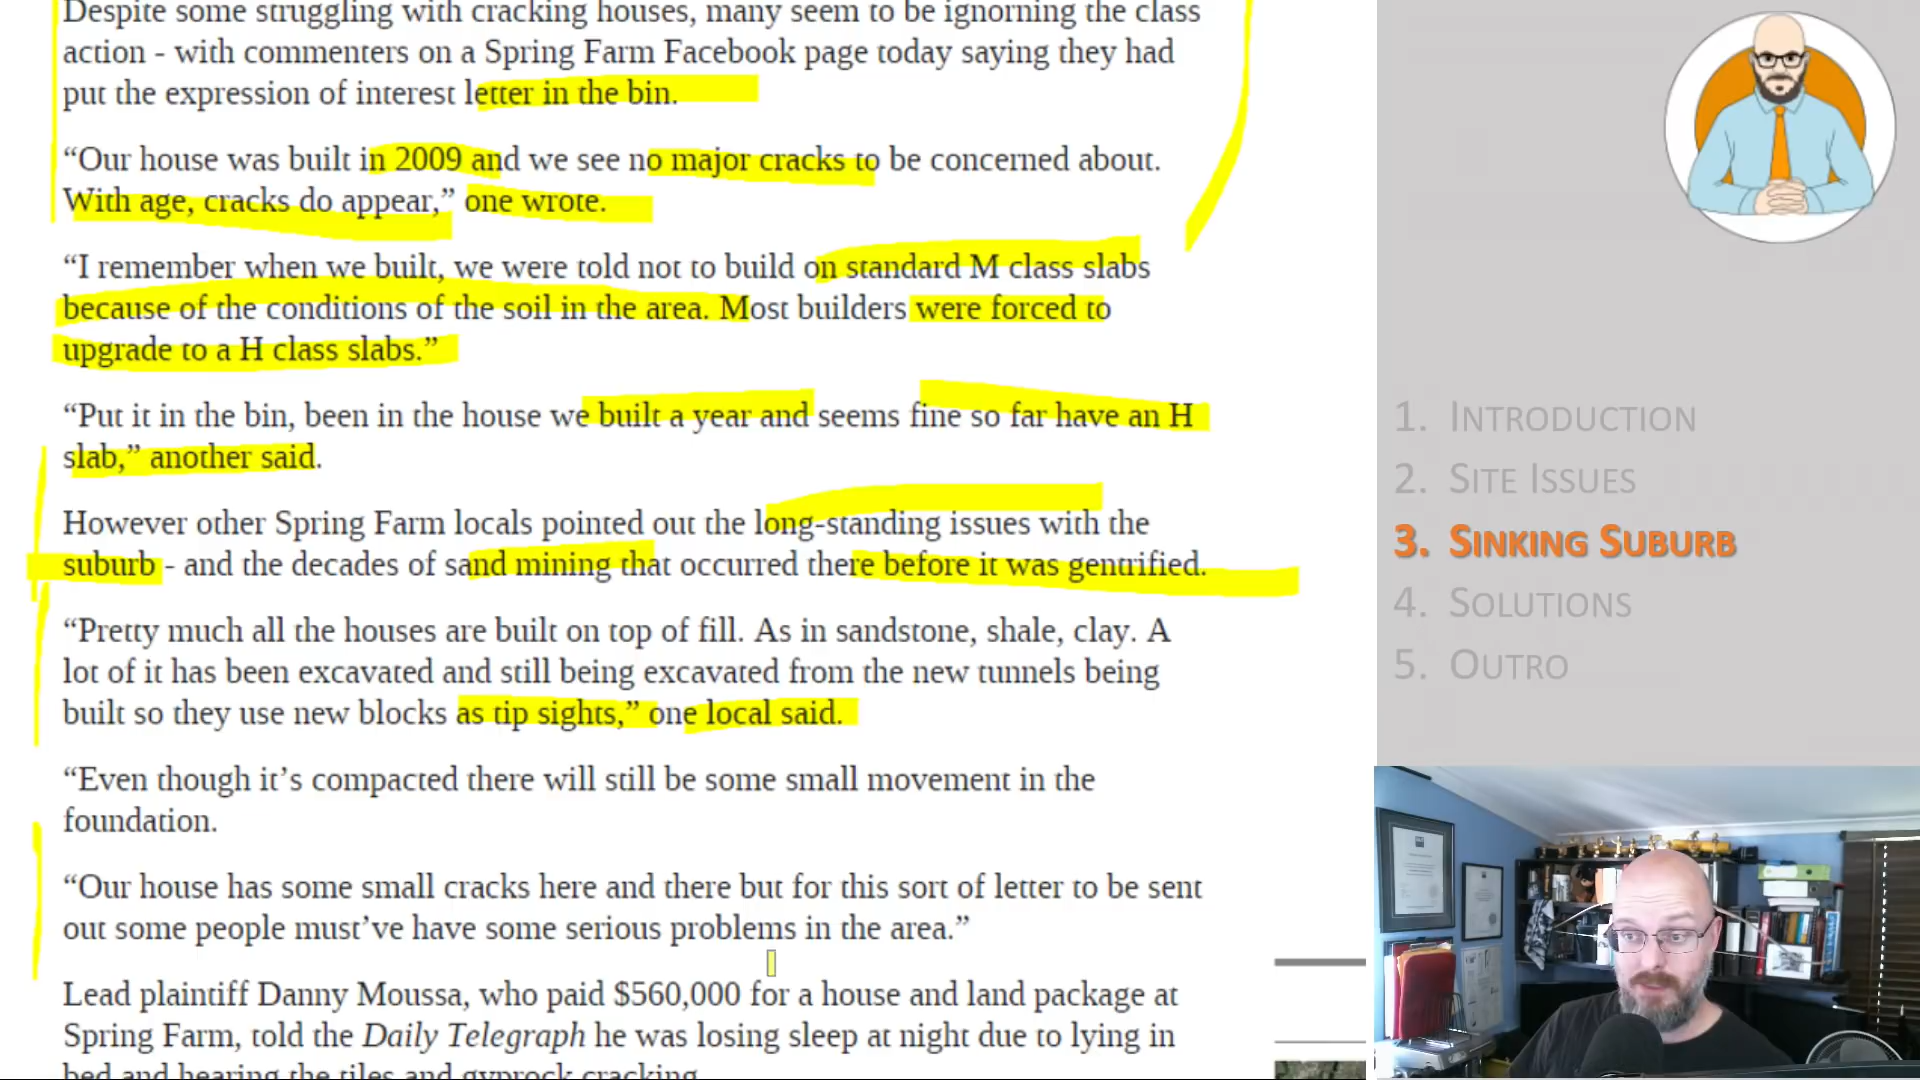 Despite some struggling with cracking houses, many seem to be ignorning the class
action - with commenters on a Spring Farm Facebook page today saying they had
put the expression of interest letter in the bin.
“Our house was built in 2009 and we see no major cracks to be concerned about.
With age, cracks do appear,” one wrote.
“I remember when we built, we were told not to build on standard M class slabs
because of the conditions of the soil in the area. Most builders were forced to
upgrade to a H class slabs.”
“Put it in the bin, been in the house we built a year and seems fine so far have an H
slab,” another said.
However other Spring Farm locals pointed out the long-standing issues with the
suburb - and the decades of sand mining that occurred there before it was gentrified.
“Pretty much all the houses are built on top of fill. As in sandstone, shale, clay. A
lot of it has been excavated and still being excavated from the new tunnels being
built so they use new blocks as tip sights,” one local said.
“Even though it’s compacted there will still be some small movement in the
foundation.
“Our house has some small cracks here and there but for this sort of letter to be sent
out some people must’ve have some serious problems in the area.”
Lead plaintiff Danny Moussa, who paid $560,000 for a house and land package at
Spring Farm, told the Daily Telegraph he was losing sleep at night due to lying in
bed and hearing the tiles and gyprock cracking.
1. Introduction
2. Site Issues
3. Sinking Suburb
4. Solutions
5. Outro